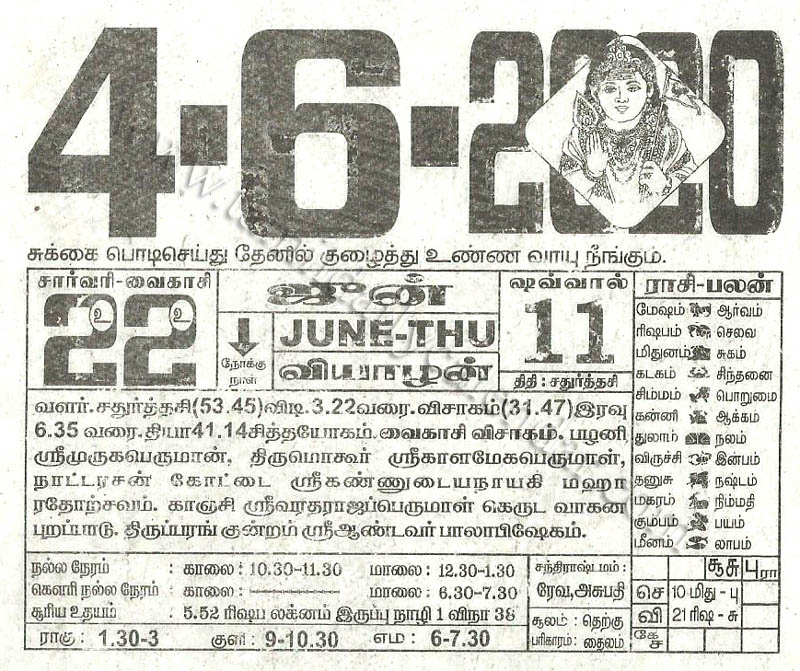 4-6-2020
சுக்கை பொடிசெய்து தேனில் குழைத்து உண்ண வாயு நீங்கும்.
சார்வரி-வைகாசி
22
உ உ
நோக்கு
நாள்
ஜுன்
JUNE-THU
வியாழன்
ஷவ்வால்
11
திதி : சதுர்த்தசி
ராசி-பலன்
மேஷம் ஆர்வம்
ரிஷபம் செலவு
மிதுனம் சுகம்
கடகம் சிந்தனை
சிம்மம் பொறுமை
கன்னி ஆக்கம்
துலாம் நலம்
விருச்சி இன்பம்
தனுசு நஷ்டம்
மகரம் நிம்மதி
கும்பம் பயம்
மீனம் லாபம்
வளர். சதுர்த்தசி(53.45)விடி.3.22வரை. விசாகம்(31.47)இரவு
6.35 வரை. தியா41.14சித்தயோகம். வைகாசி விசாகம். பழனி
ஸ்ரீமுருகபெருமான், திருமொகூர் ஸ்ரீகாளமேகபெருமாள்,
நாட்டரசன் கோட்டை ஸ்ரீகண்ணுடையநாயகி மஹா
ரதோற்சவம். காஞ்சி ஸ்ரீவரதராஜப்பெருமாள் கெருட வாகன
புறப்பாடு. திருப்பரங் குன்றம் ஸ்ரீஆண்டவர் பாலாபிஷேகம்.
நல்ல நேரம் : காலை: 10.30-11.30 மாலை: 12.30-1.30
கௌரி நல்ல நேரம் : காலை: ---------- மாலை: 6.30-7.30
சூரிய உதயம் : 5.52 ரிஷப லக்னம் இருப்பு நாழி 1 விநா 38
ராகு : 1.30-3 குளி : 9-10.30 எம : 6-7.30
சந்திராஷ்டமம் :
ரேவ,அசுபதி
சூலம் : தெற்கு
பரிகாரம்: தைலம்
சூசு பு ரா
செ 10 மிது - பு
வி 21 ரிஷ - சு
கே